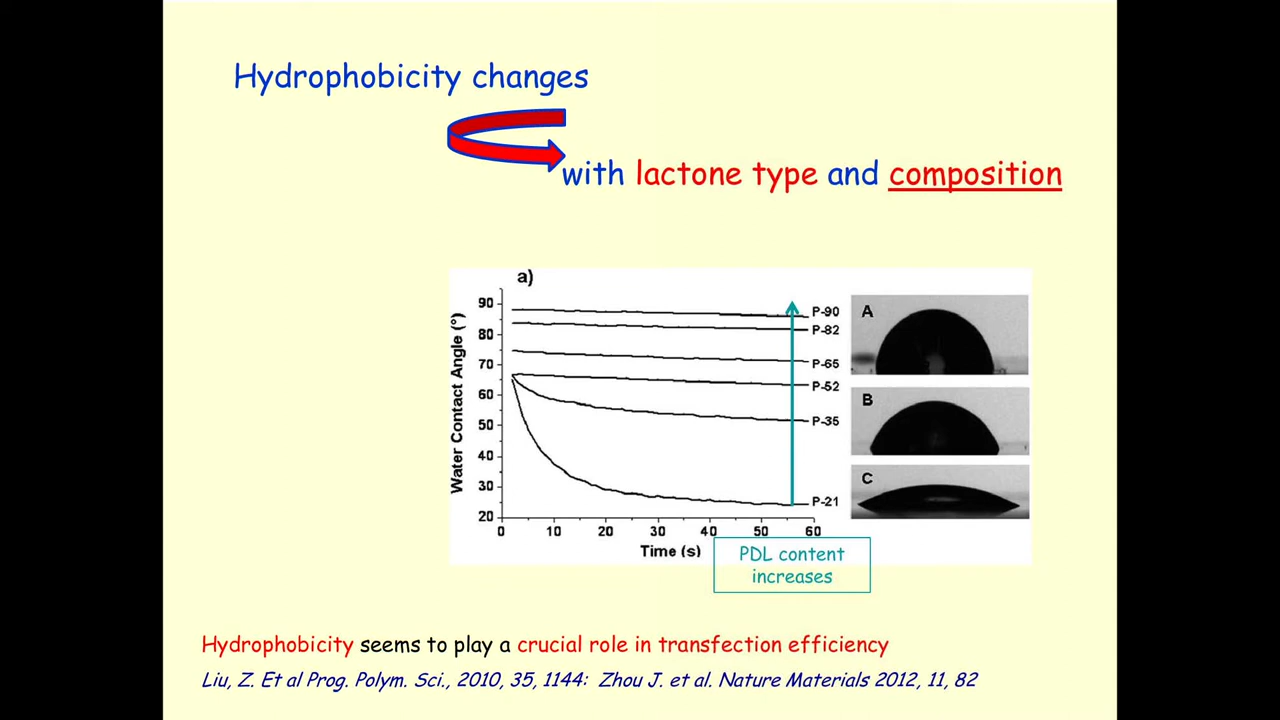 Hydrophobicity changes
with lactone type and composition
a)
Water Contact Angle (°)
90
80
70
60
50
40
30
20
0
10
20
30
40
50
60
Time (s)
P-90
P-82
P-65
P-52
P-35
P-21
A
B
C
PDL content
increases
Hydrophobicity seems to play a crucial role in transfection efficiency
Liu, Z. Et al Prog. Polym. Sci., 2010, 35, 1144: Zhou J. et al. Nature Materials 2012, 11, 82